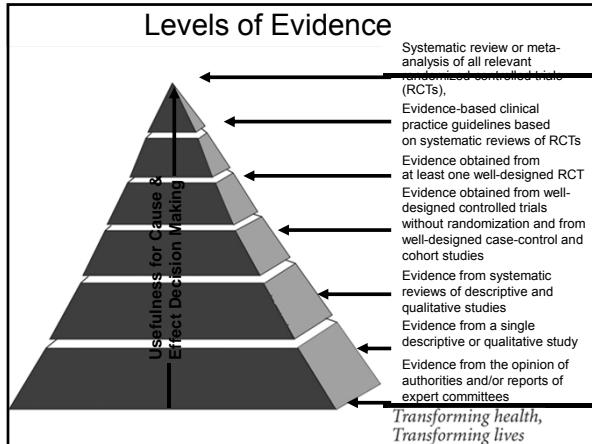 Levels of Evidence
Systematic review or meta-
analysis of all relevant
randomized controlled trials
(RCTs),
Evidence-based clinical
practice guidelines based
on systematic reviews of RCTs
Evidence obtained from
at least one well-designed RCT
Evidence obtained from well-
designed controlled trials
without randomization and from
well-designed case-control and
cohort studies
Evidence from systematic
reviews of descriptive and
qualitative studies
Evidence from a single
descriptive or qualitative study
Evidence from the opinion of
authorities and/or reports of
expert committees
Usefulness for Cause &
Effect Decision Making
Transforming health,
Transforming lives